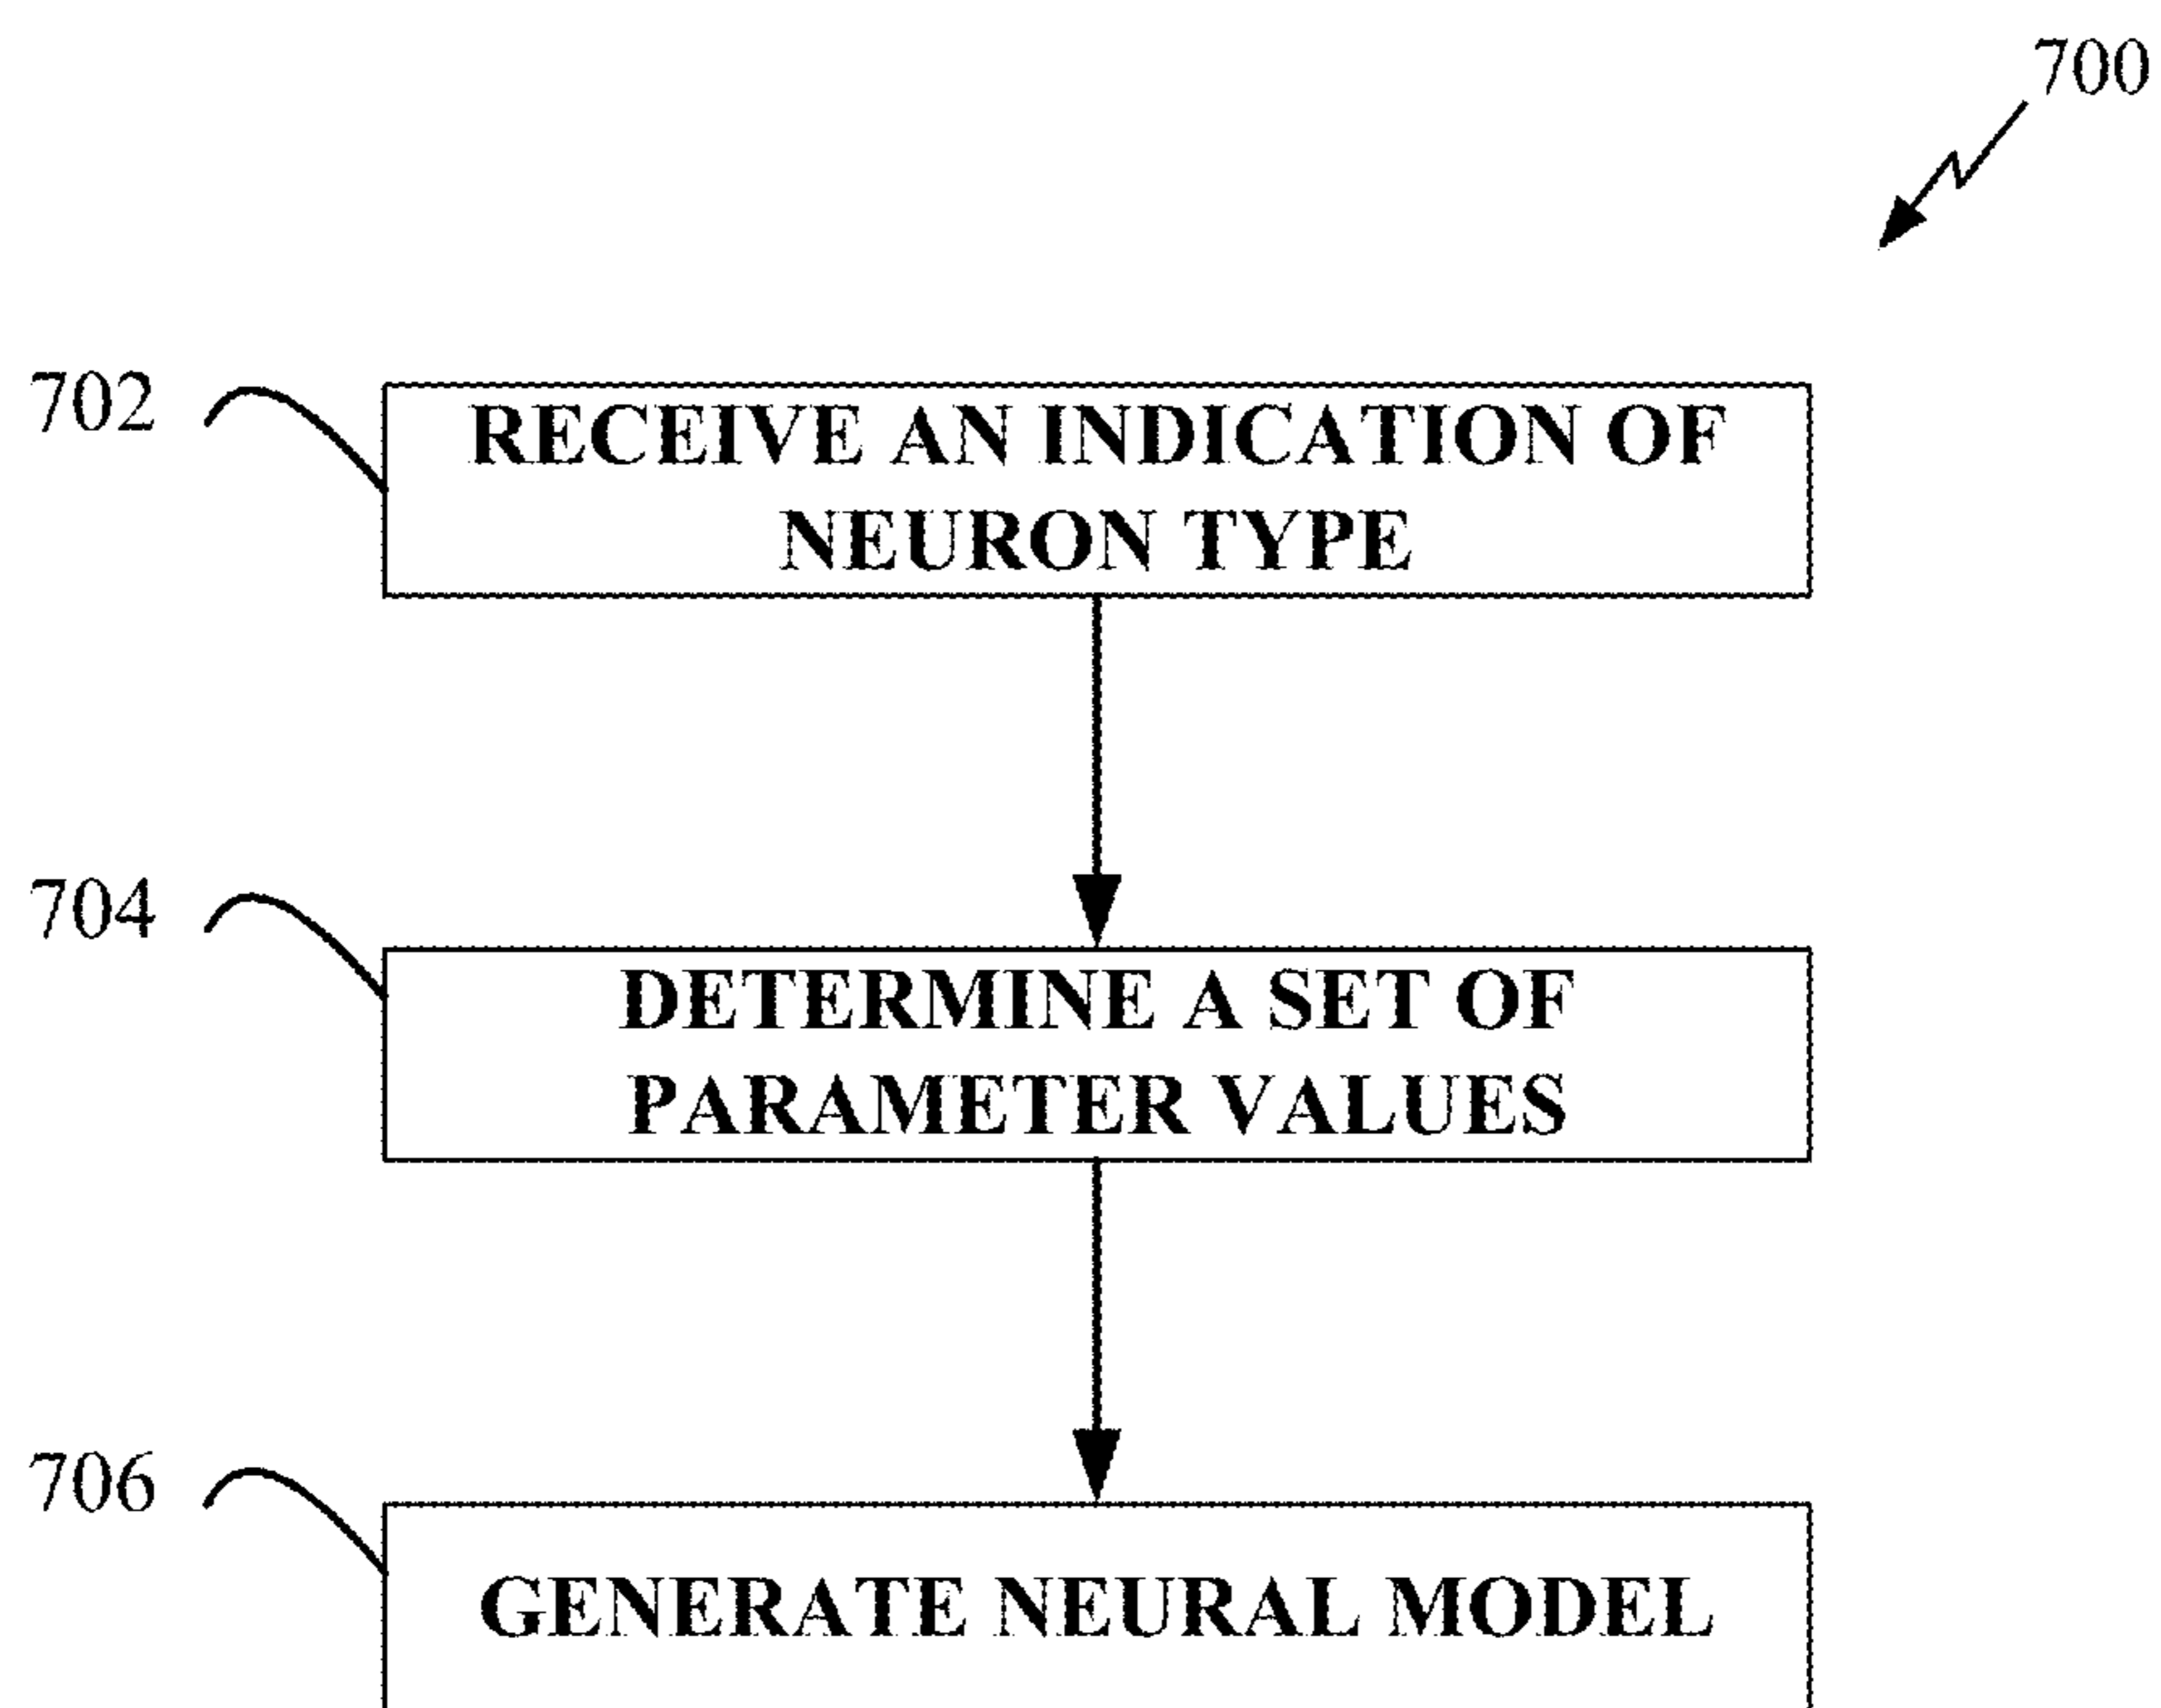 700
702
RECEIVE AN INDICATION OF
NEURON TYPE
704
DETERMINE A SET OF
PARAMETER VALUES
706
GENERATE NEURAL MODEL